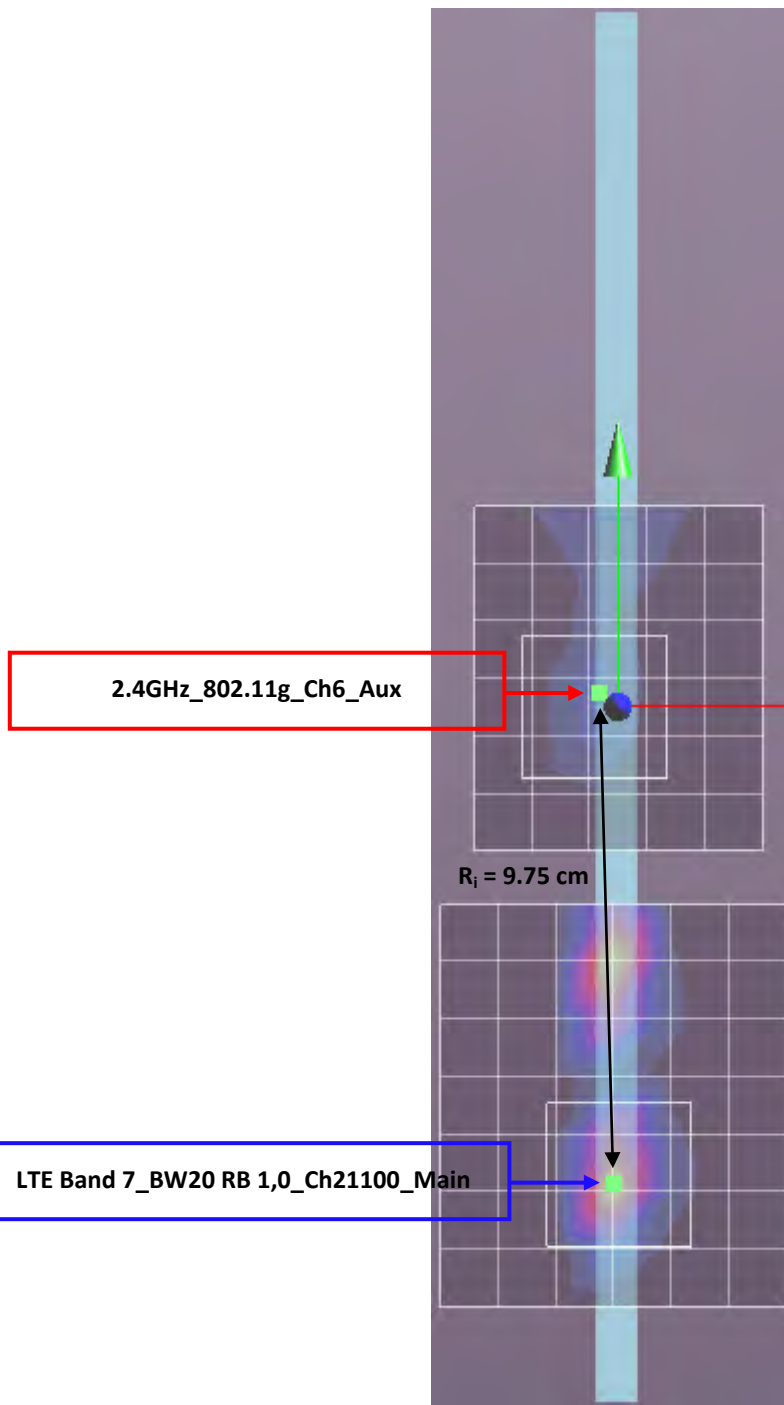 2.4GHz_802.11g_Ch6_Aux
Rᵢ = 9.75 cm
LTE Band 7_BW20 RB 1,0_Ch21100_Main